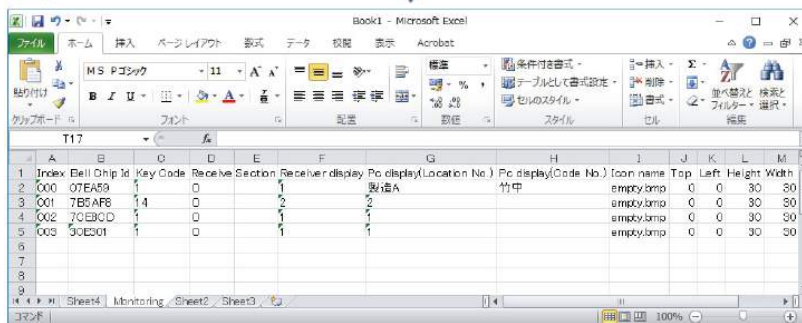 Book1 - Microsoft Excel
ファイル ホーム 挿入 ページ レイアウト 数式 データ 校閲 表示 Acrobat
MS Pゴシック 11 A A 標準 条件付き書式 挿入 Σ
貼り付け B I U A 亜 % , テーブルとして書式設定 削除 並べ替えと 検索と
セルのスタイル 書式 フィルター 選択
クリップボード フォント 配置 数値 スタイル セル 編集
T17 fx
A B C D E F G H I J K L M
1 Index Bell Chip Id Key Code Receive Section Receiver display Pc display(Location No.) Pc display(Code No.) Icon name Top Left Height Width
2 000 07EA59 1 0 1 製造A 竹中 empty.bmp 0 0 30 30
3 001 7B5AF8 14 0 2 2 empty.bmp 0 0 30 30
4 002 70EB0D 1 0 1 1 empty.bmp 0 0 30 30
5 003 30E301 1 0 1 1 empty.bmp 0 0 30 30
6
7
8
9
Sheet4 Monitoring Sheet2 Sheet3
コマンド 100%